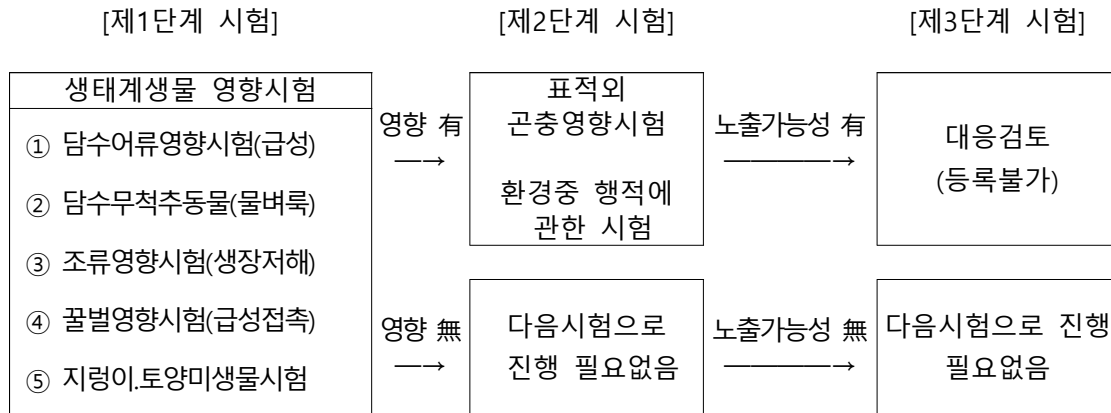 [제1단계 시험]
[제2단계 시험]
[제3단계 시험]
생태계생물 영향시험
① 담수어류영향시험(급성)
② 담수무척추동물(물벼룩)
③ 조류영향시험(생장저해)
④ 꿀벌영향시험(급성접촉)
⑤ 지렁이.토양미생물시험
영향 有
―→
표적외
곤충영향시험
환경중 행적에
관한 시험
노출가능성 有
――――→
대응검토
(등록불가)
영향 無
―→
다음시험으로
진행 필요없음
노출가능성 無
――――→
다음시험으로 진행
필요없음